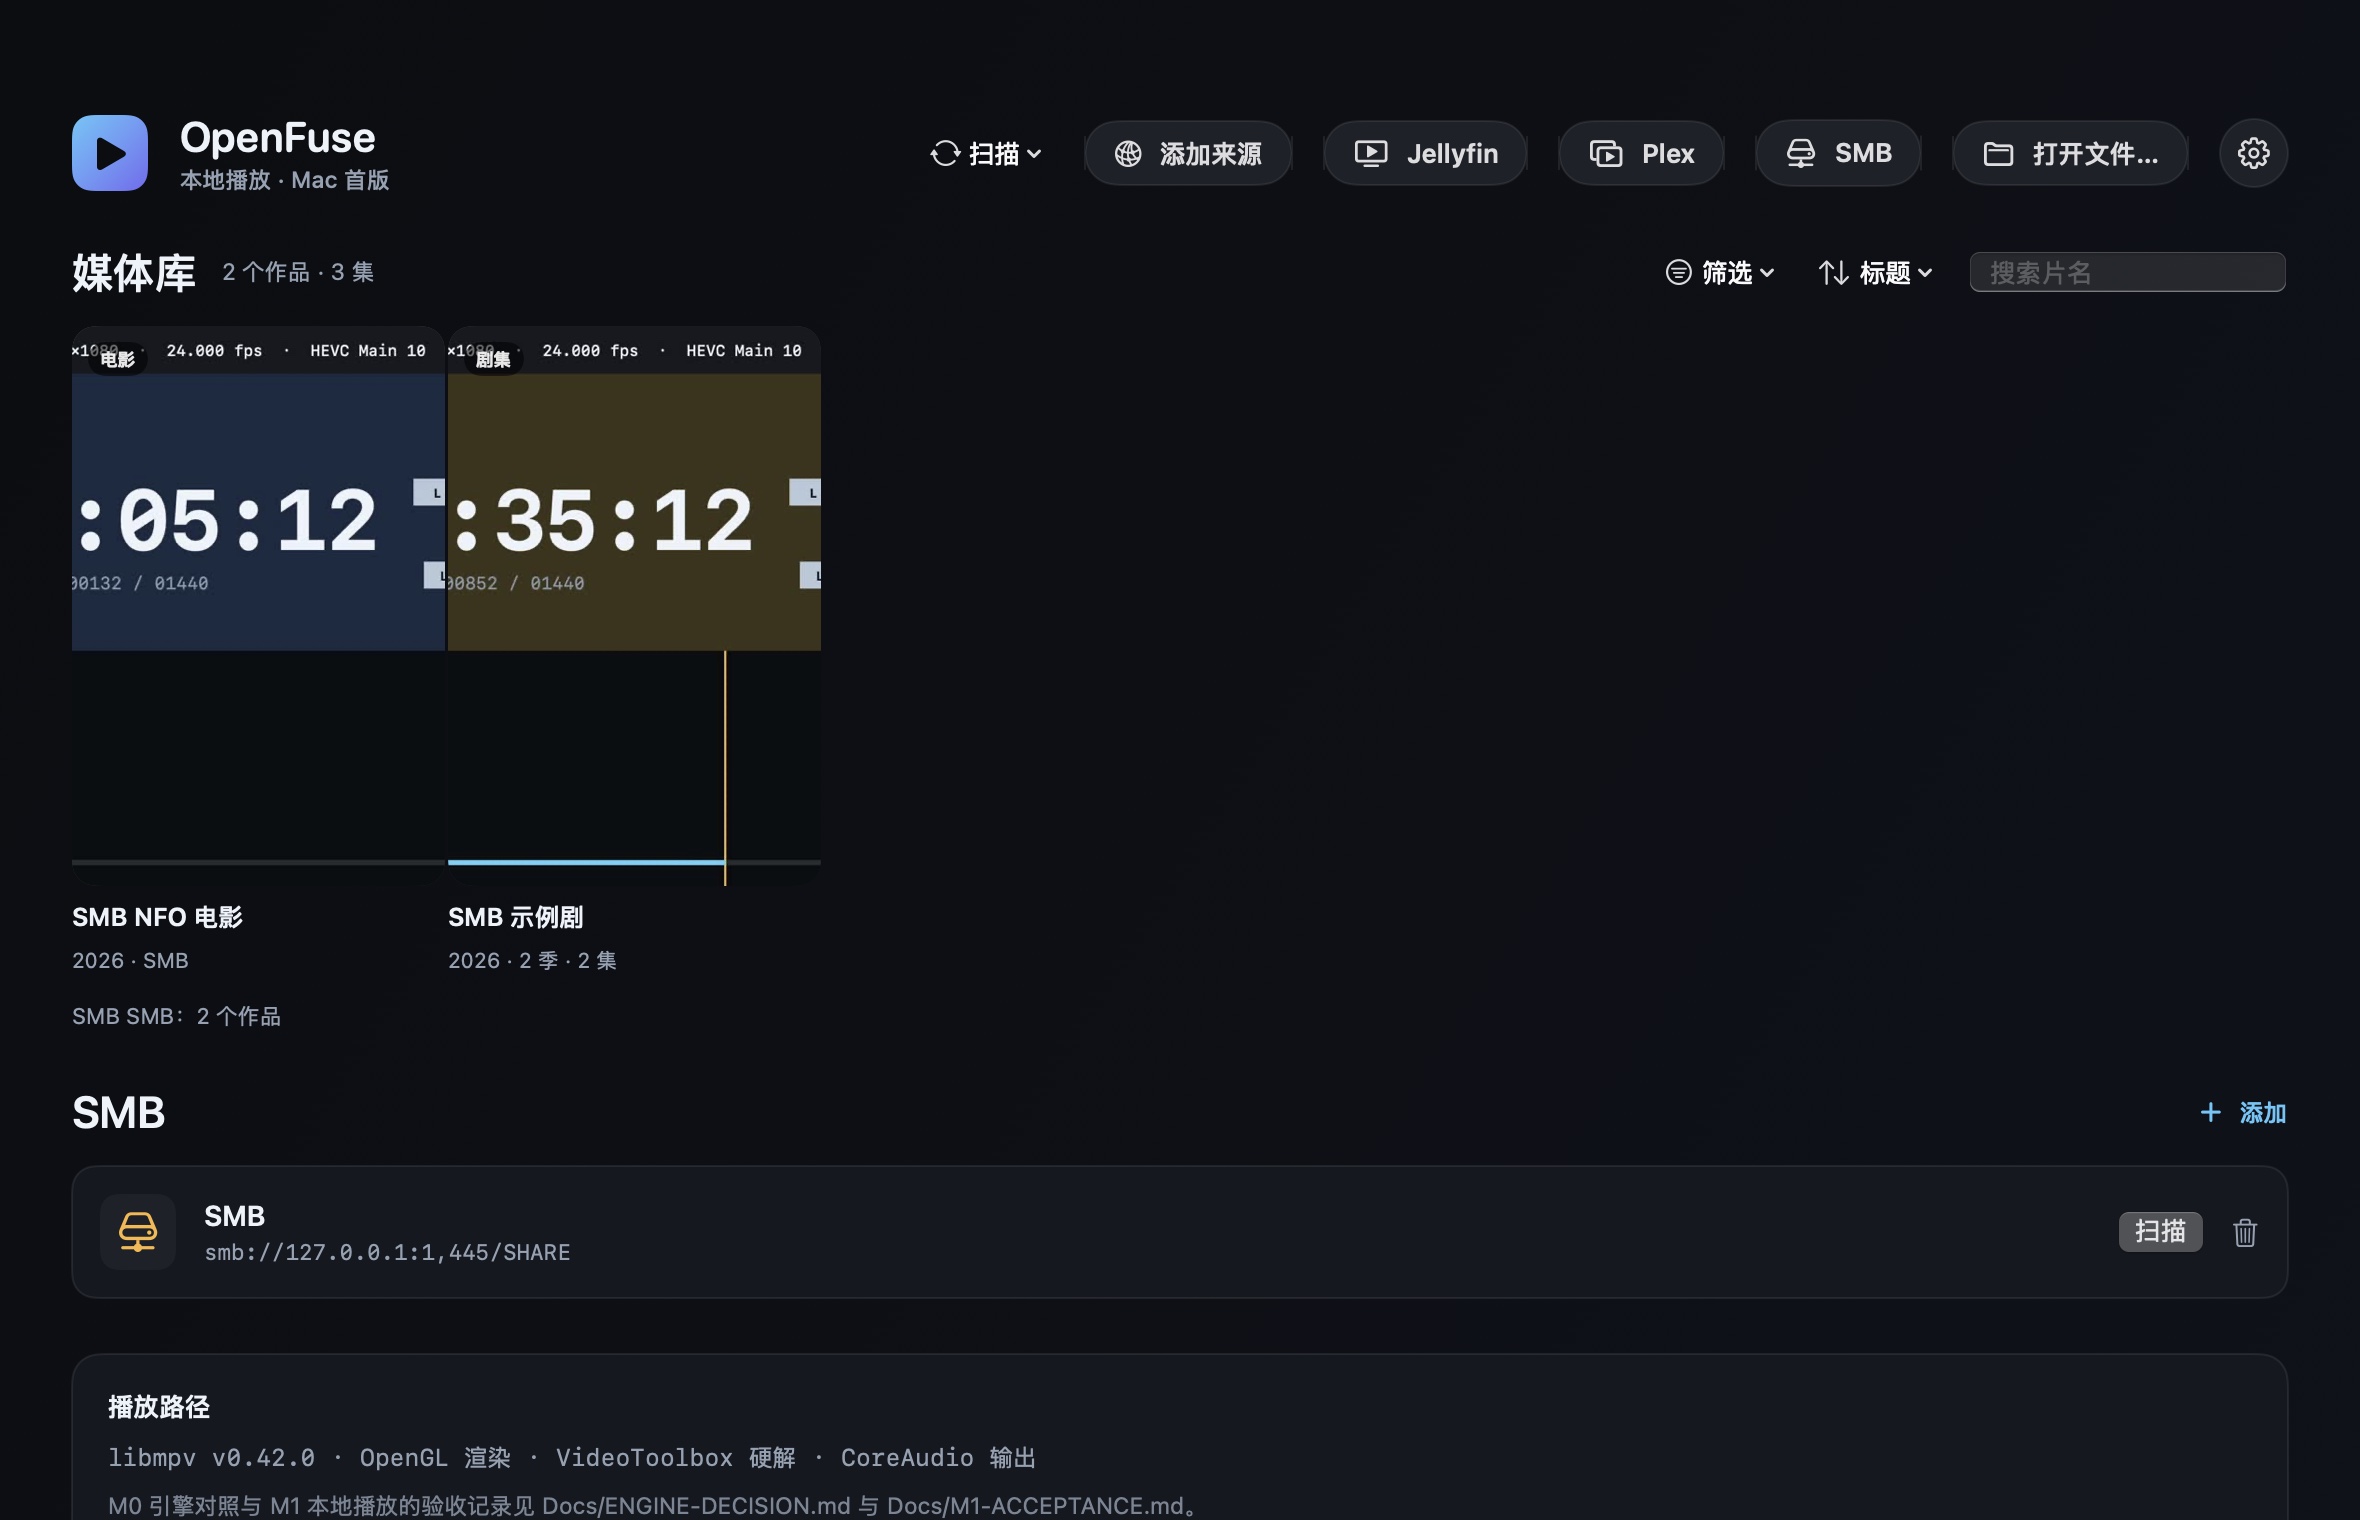 OpenFuse
本地播放 · Mac 首版
扫描
添加来源
Jellyfin
Plex
SMB
打开文件...
媒体库
2 个作品 · 3 集
筛选
标题
搜索片名
24.000 fps · HEVC Main 10
电影
:05:12
L
00132 / 01440
24.000 fps · HEVC Main 10
剧集
:35:12
L
00852 / 01440
SMB NFO 电影
2026 · SMB
SMB 示例剧
2026 · 2 季 · 2 集
SMB SMB：2 个作品
SMB
+ 添加
SMB
smb://127.0.0.1:1,445/SHARE
扫描
播放路径
libmpv v0.42.0 · OpenGL 渲染 · VideoToolbox 硬解 · CoreAudio 输出
M0 引擎对照与 M1 本地播放的验收记录见 Docs/ENGINE-DECISION.md 与 Docs/M1-ACCEPTANCE.md。